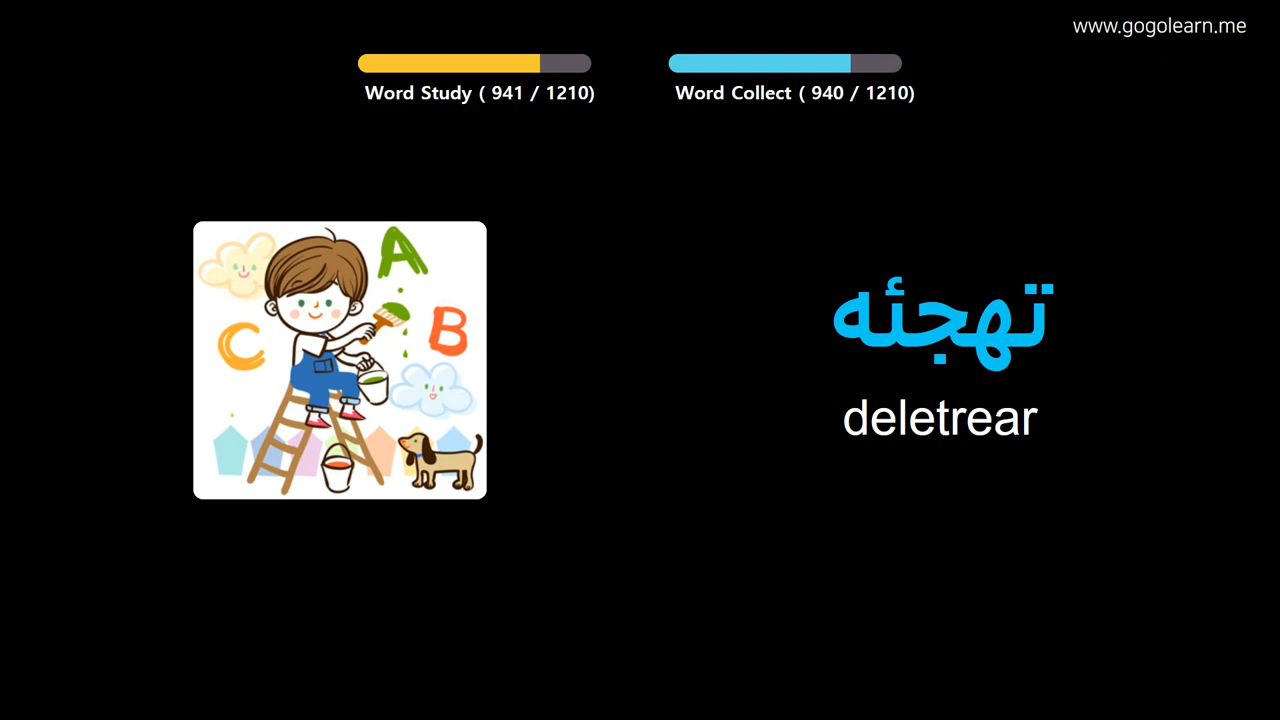 www.gogolearn.me
Word Study ( 941 / 1210)
Word Collect ( 940 / 1210)
A
B
C
تهجئه
deletrear